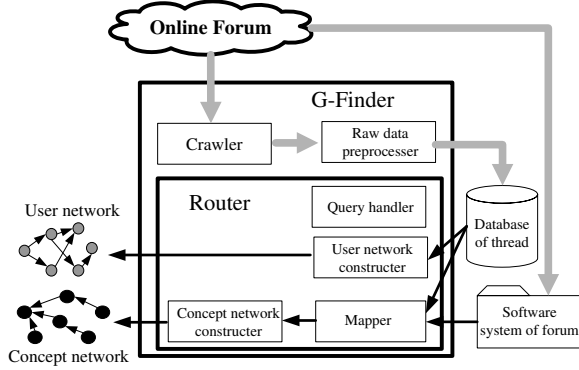 Online Forum
G-Finder
Crawler
Raw data
preprocesser
Router
Query handler
User network
Database
of thread
User network
constructer
Concept network
constructer
Mapper
Software
system of forum
Concept network